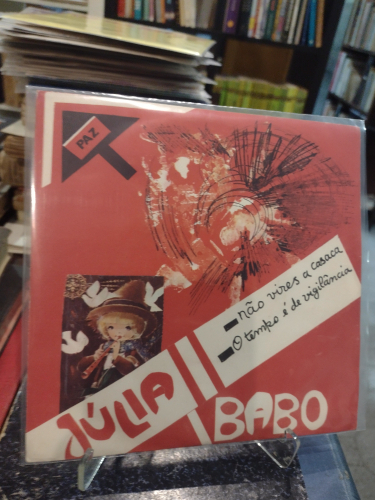 PAZ
- não vires a casaca
- O tempo é de vigilância
JÚLIA
BABO